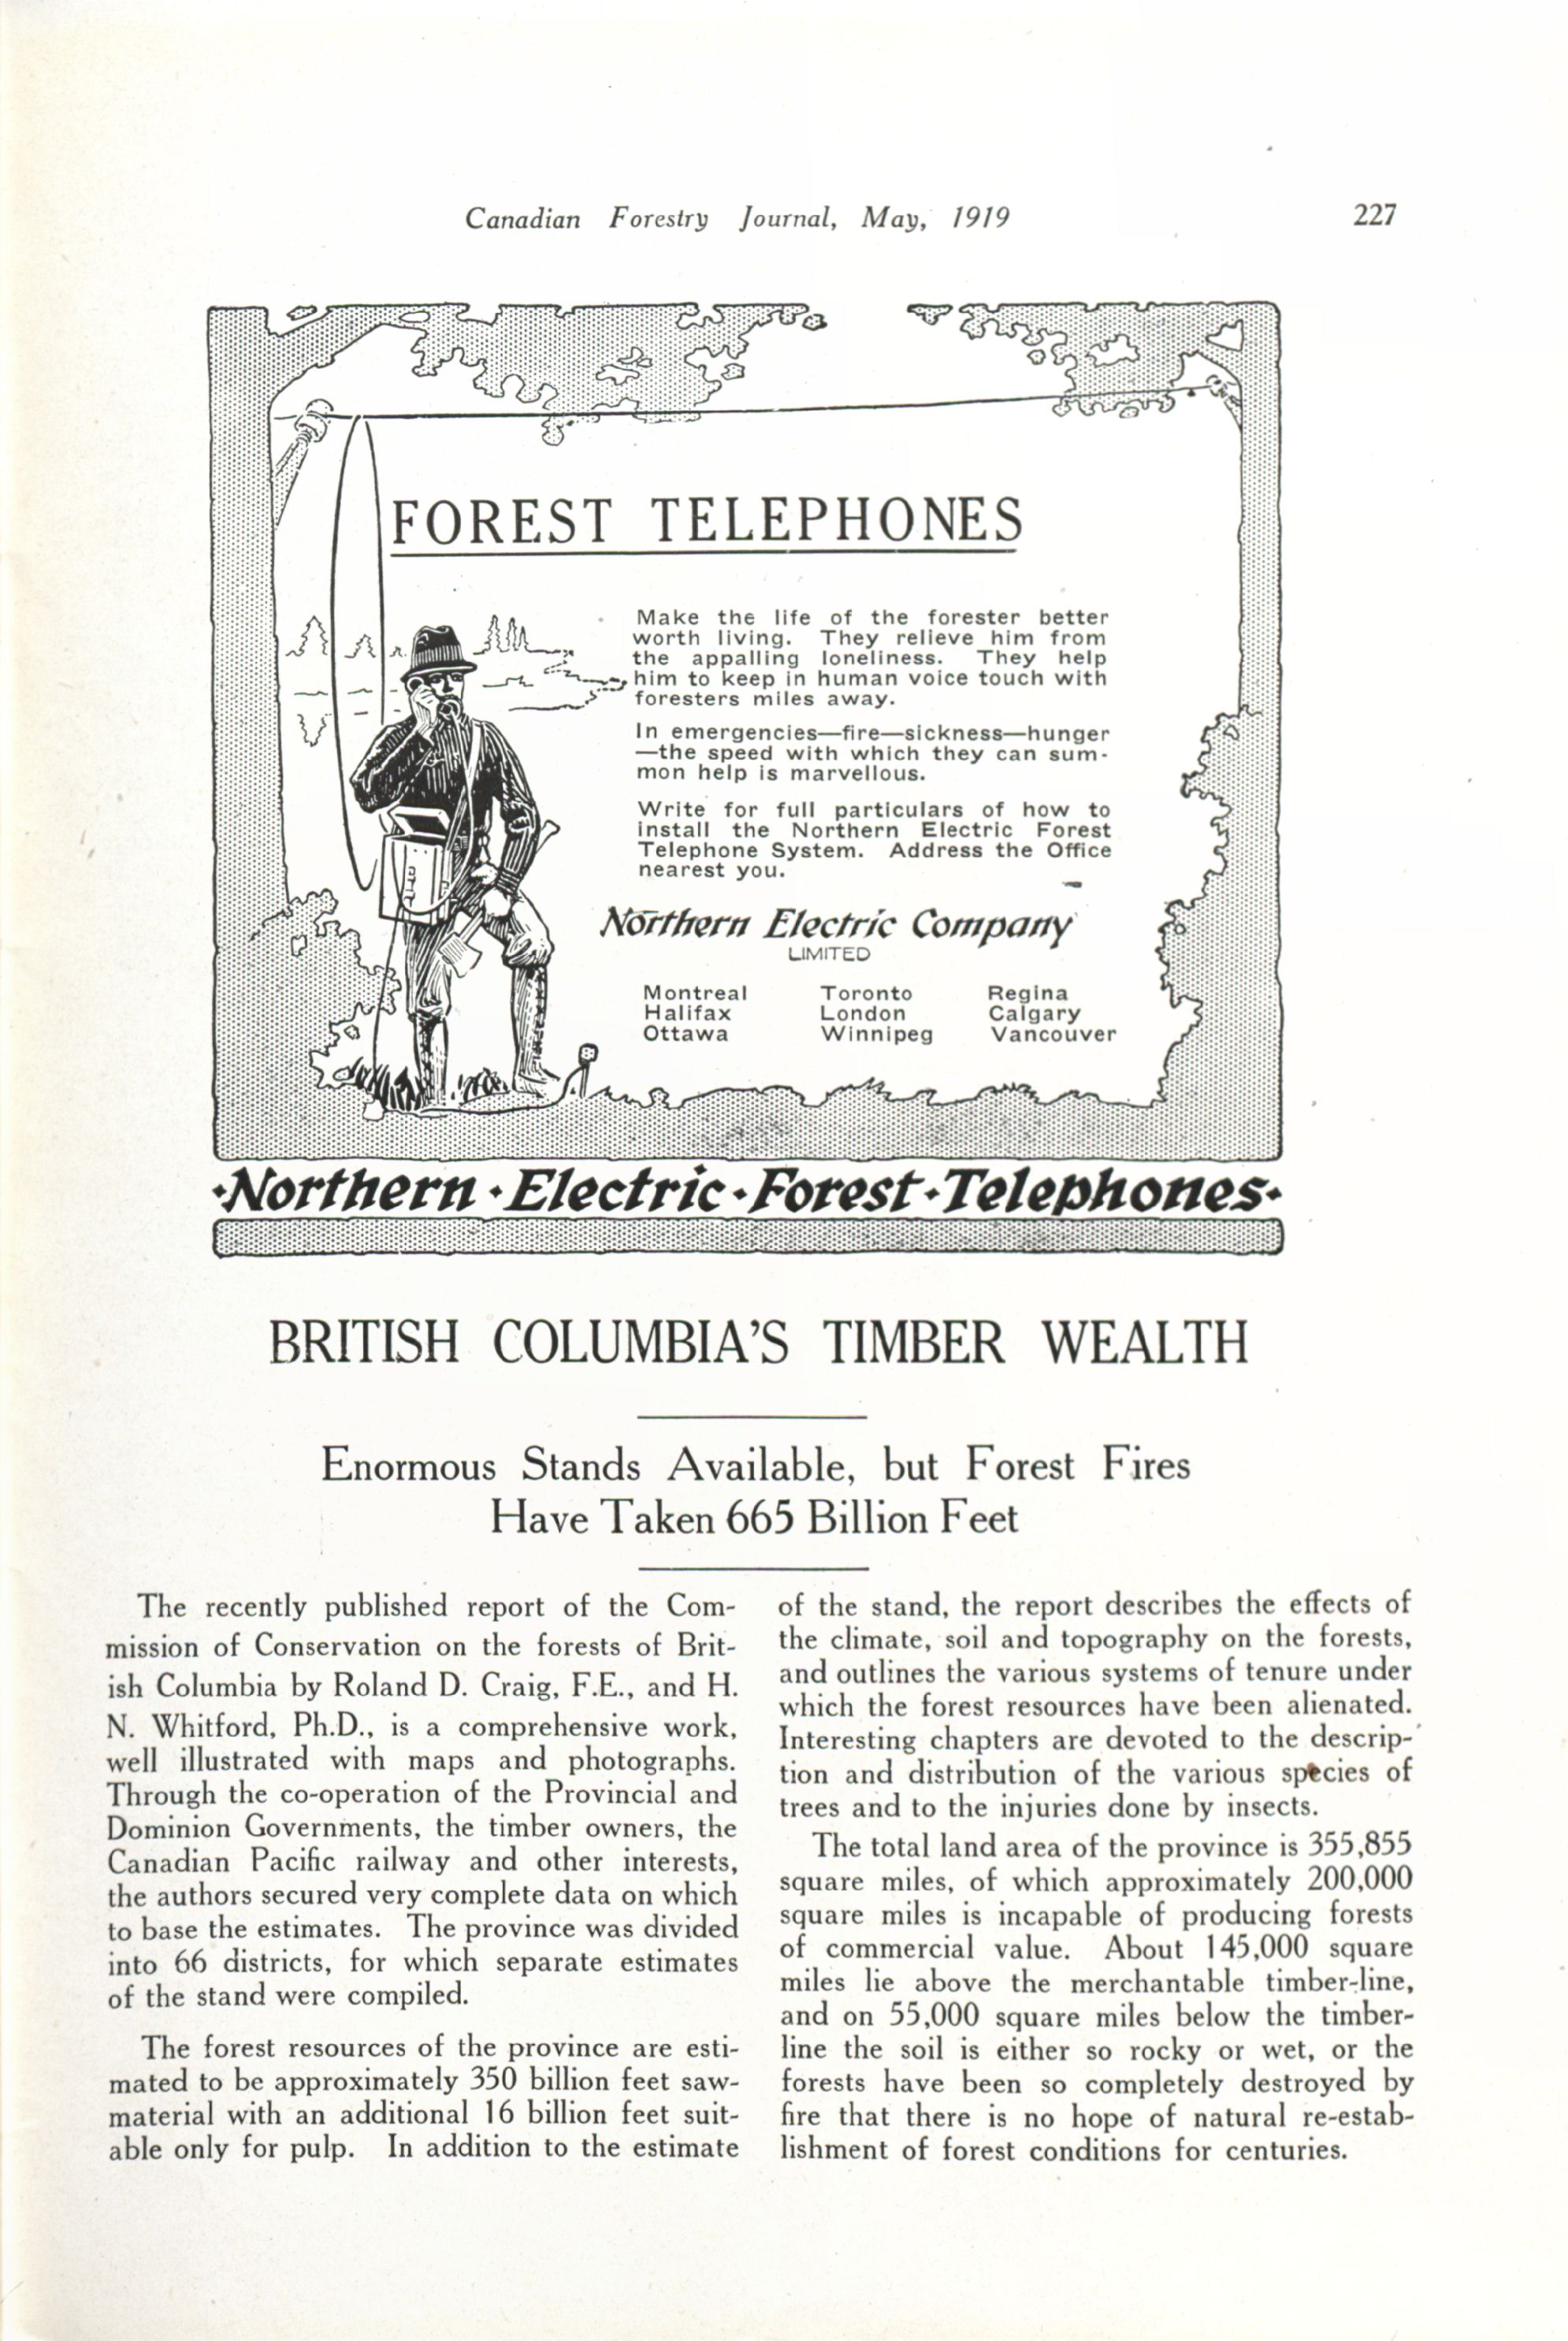 Canadian Forestry Journal, May, 1919 227
FOREST TELEPHONES
Make the life of the forester better
worth living. They relieve him from
the appalling loneliness. They help
him to keep in human voice touch with
foresters miles away.
In emergencies—fire—sickness—hunger
—the speed with which they can sum-
mon help is marvellous.
Write for full particulars of how to
install the Northern Electric Forest
Telephone System. Address the Office
nearest you.
Northern Electric Company
LIMITED
Montreal Toronto Regina
Halifax London Calgary
Ottawa Winnipeg Vancouver
·Northern·Electric·Forest·Telephones·
BRITISH COLUMBIA'S TIMBER WEALTH
Enormous Stands Available, but Forest Fires
Have Taken 665 Billion Feet
The recently published report of the Com-
mission of Conservation on the forests of Brit-
ish Columbia by Roland D. Craig, F.E., and H.
N. Whitford, Ph.D., is a comprehensive work,
well illustrated with maps and photographs.
Through the co-operation of the Provincial and
Dominion Governments, the timber owners, the
Canadian Pacific railway and other interests,
the authors secured very complete data on which
to base the estimates. The province was divided
into 66 districts, for which separate estimates
of the stand were compiled.
The forest resources of the province are esti-
mated to be approximately 350 billion feet saw-
material with an additional 16 billion feet suit-
able only for pulp. In addition to the estimate
of the stand, the report describes the effects of
the climate, soil and topography on the forests,
and outlines the various systems of tenure under
which the forest resources have been alienated.
Interesting chapters are devoted to the descrip-
tion and distribution of the various species of
trees and to the injuries done by insects.
The total land area of the province is 355,855
square miles, of which approximately 200,000
square miles is incapable of producing forests
of commercial value. About 145,000 square
miles lie above the merchantable timber-line,
and on 55,000 square miles below the timber-
line the soil is either so rocky or wet, or the
forests have been so completely destroyed by
fire that there is no hope of natural re-estab-
lishment of forest conditions for centuries.